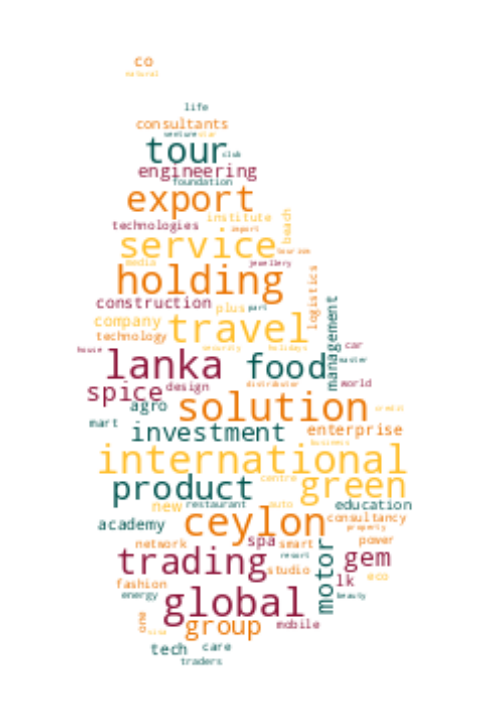 co
natural
life
consultants
venture star
tour club
engineering
foundation
export
institute beach
technologies import
service tourism
media jewellery
holding logistics
construction plus part management
company travel
technology car
house security holidays
lanka food master
spice design distributor world
agro solution credit
mart investment enterprise
business
international
product centre green
new restaurant auto education
academy ceylon consultancy
property
network spa smart power
trading resort motor gem
studio lk eco
fashion
energy global beauty
one group mobile
visa
tech care
traders